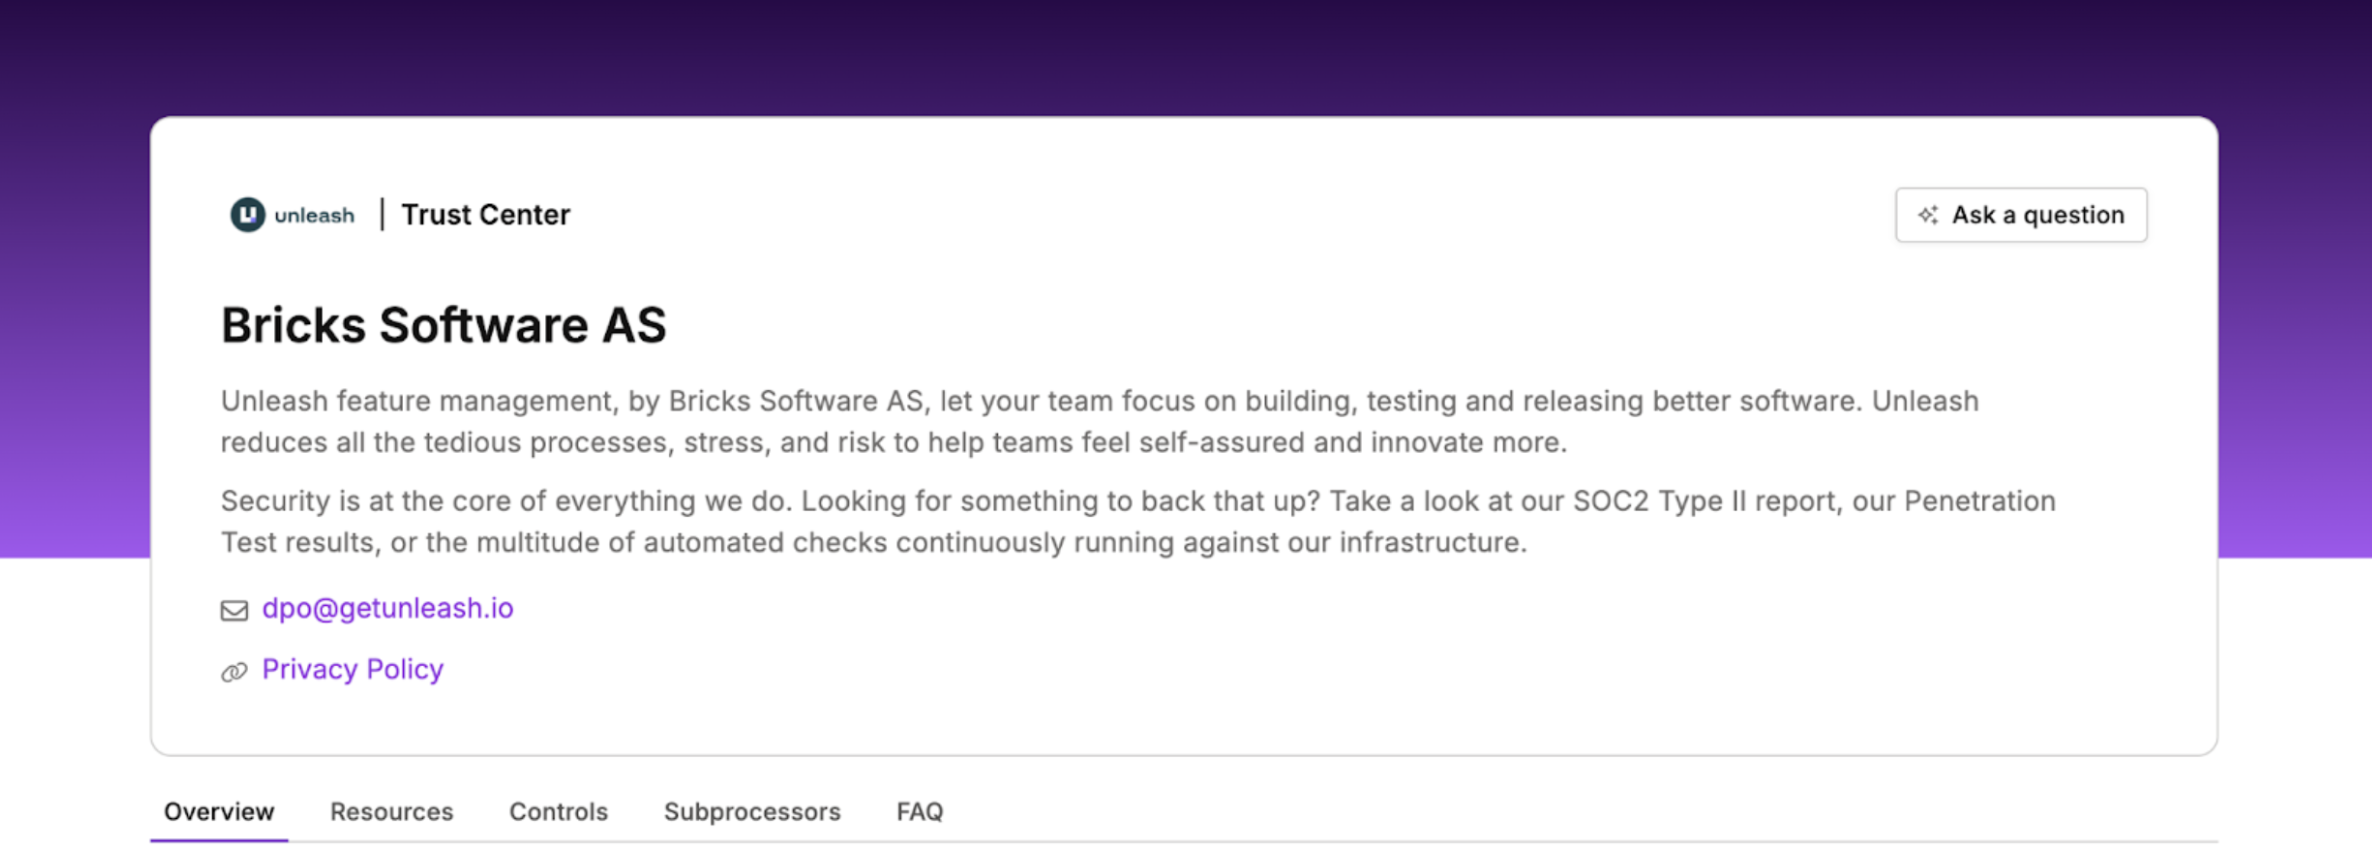 unleash | Trust Center
Ask a question
Bricks Software AS
Unleash feature management, by Bricks Software AS, let your team focus on building, testing and releasing better software. Unleash
reduces all the tedious processes, stress, and risk to help teams feel self-assured and innovate more.
Security is at the core of everything we do. Looking for something to back that up? Take a look at our SOC2 Type II report, our Penetration
Test results, or the multitude of automated checks continuously running against our infrastructure.
dpo@getunleash.io
Privacy Policy
Overview Resources Controls Subprocessors FAQ